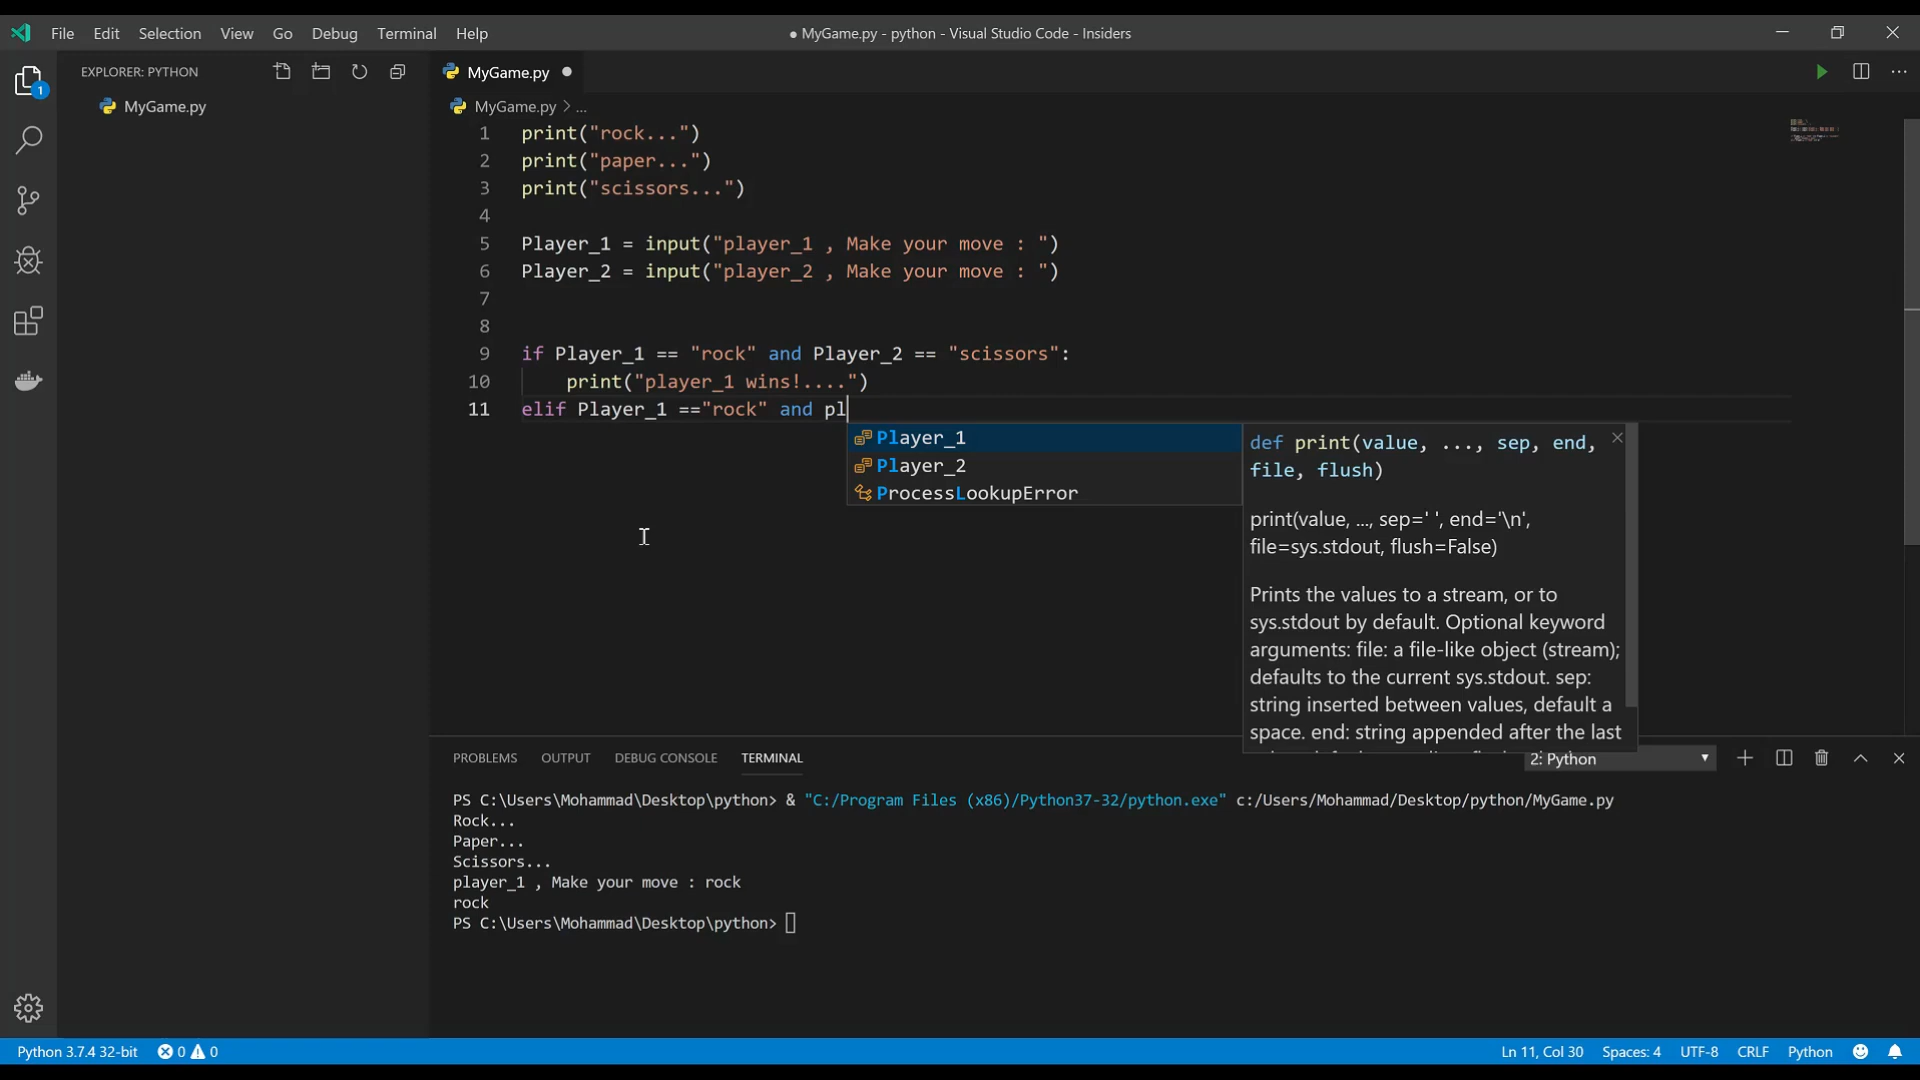 File Edit Selection View Go Debug Terminal Help
● MyGame.py - python - Visual Studio Code - Insiders
EXPLORER: PYTHON
MyGame.py
1
MyGame.py ●
MyGame.py > ...
1 print("rock...")
2 print("paper...")
3 print("scissors...")
4
5 Player_1 = input("player_1 , Make your move : ")
6 Player_2 = input("player_2 , Make your move : ")
7
8
9 if Player_1 == "rock" and Player_2 == "scissors":
10 print("player_1 wins!....")
11 elif Player_1 =="rock" and pl
Player_1
Player_2
ProcessLookupError
def print(value, ..., sep, end,
file, flush)
print(value, ..., sep=' ', end='\n',
file=sys.stdout, flush=False)
Prints the values to a stream, or to
sys.stdout by default. Optional keyword
arguments: file: a file-like object (stream);
defaults to the current sys.stdout. sep:
string inserted between values, default a
space. end: string appended after the last
PROBLEMS OUTPUT DEBUG CONSOLE TERMINAL
2: Python
PS C:\Users\Mohammad\Desktop\python> & "C:/Program Files (x86)/Python37-32/python.exe" c:/Users/Mohammad/Desktop/python/MyGame.py
Rock...
Paper...
Scissors...
player_1 , Make your move : rock
rock
PS C:\Users\Mohammad\Desktop\python>
Python 3.7.4 32-bit 0 0
Ln 11, Col 30 Spaces: 4 UTF-8 CRLF Python